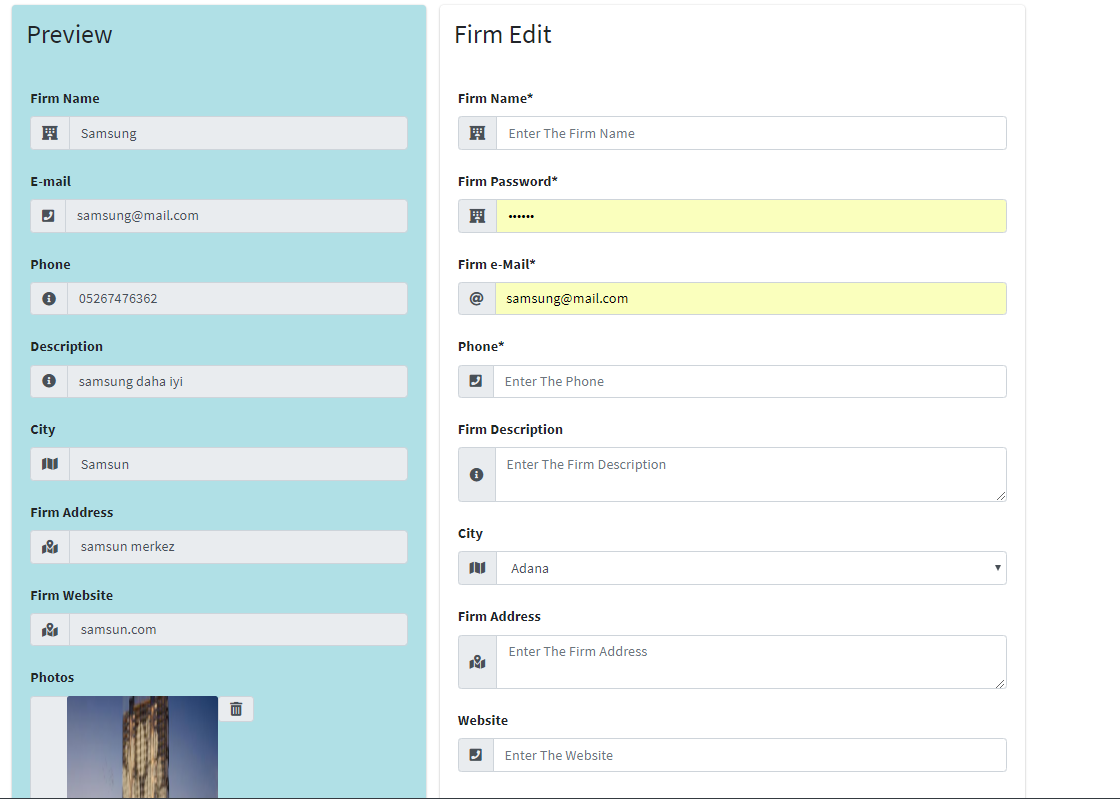 Preview
Firm Name
Samsung
E-mail
samsung@mail.com
Phone
05267476362
Description
samsung daha iyi
City
Samsun
Firm Address
samsun merkez
Firm Website
samsun.com
Photos
Firm Edit
Firm Name*
Enter The Firm Name
Firm Password*
••••••
Firm e-Mail*
@
samsung@mail.com
Phone*
Enter The Phone
Firm Description
Enter The Firm Description
City
Adana
Firm Address
Enter The Firm Address
Website
Enter The Website